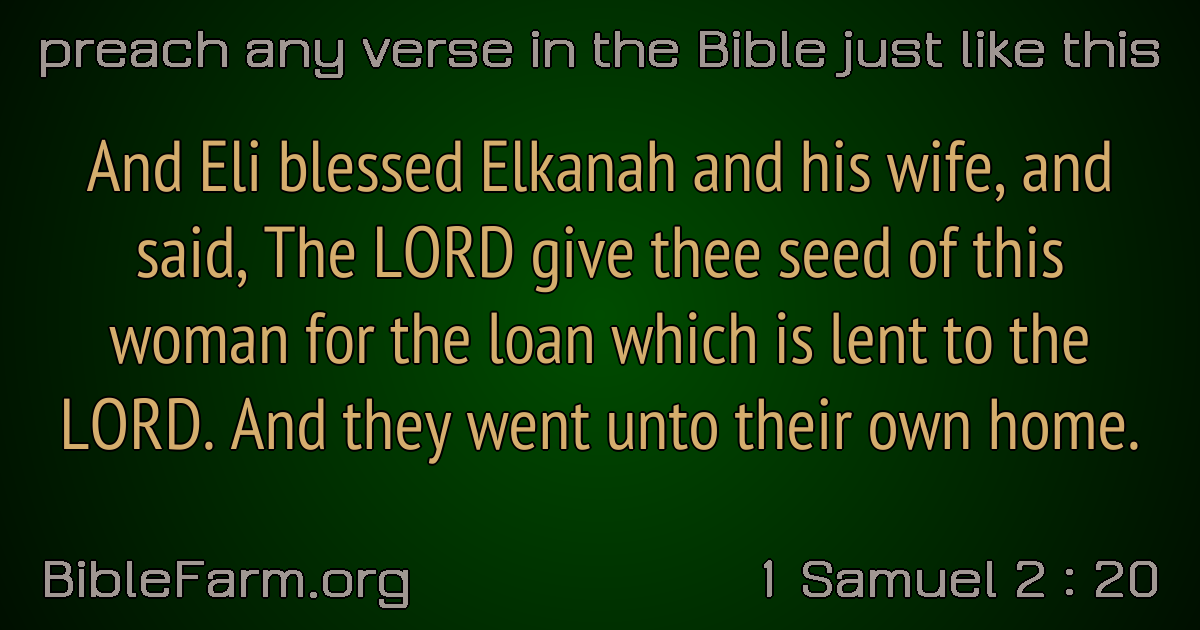 preach any verse in the Bible just like this
And Eli blessed Elkanah and his wife, and
said, The LORD give thee seed of this
woman for the loan which is lent to the
LORD. And they went unto their own home.
BibleFarm.org
1 Samuel 2 : 20